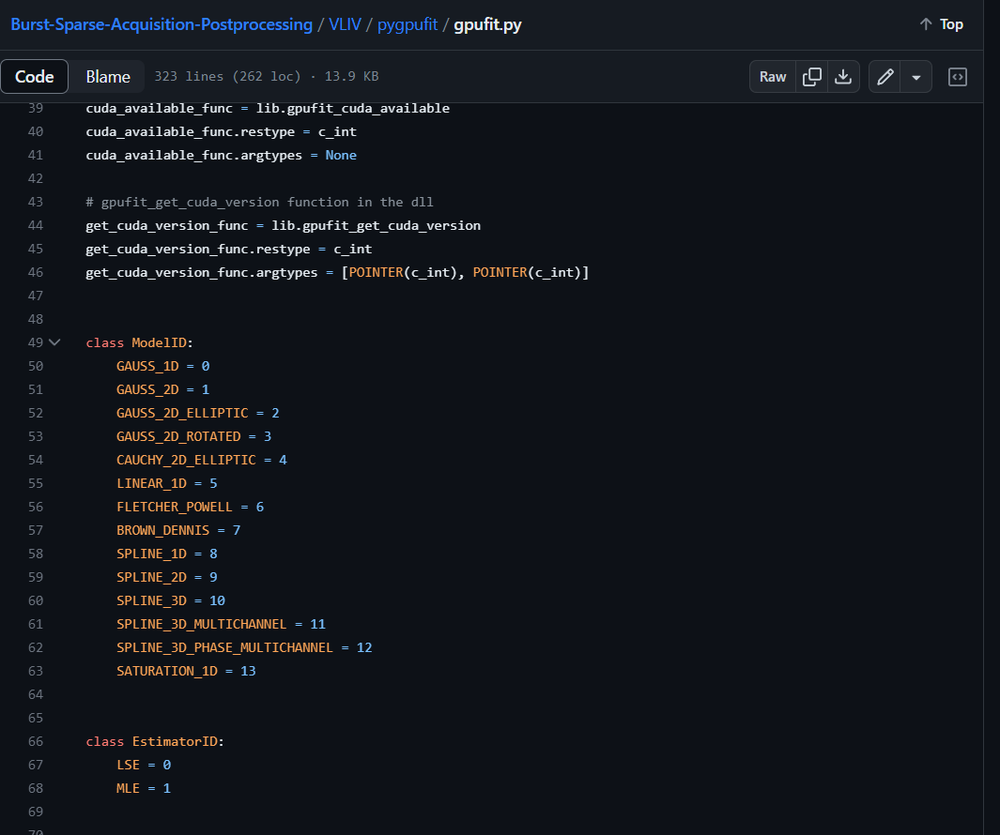 Burst-Sparse-Acquisition-Postprocessing / VLIV / pygpufit / gpufit.py
Top
Code Blame 323 lines (262 loc) · 13.9 KB
Raw
39 cuda_available_func = lib.gpufit_cuda_available
40 cuda_available_func.restype = c_int
41 cuda_available_func.argtypes = None
42
43 # gpufit_get_cuda_version function in the dll
44 get_cuda_version_func = lib.gpufit_get_cuda_version
45 get_cuda_version_func.restype = c_int
46 get_cuda_version_func.argtypes = [POINTER(c_int), POINTER(c_int)]
47
48
49 class ModelID:
50 GAUSS_1D = 0
51 GAUSS_2D = 1
52 GAUSS_2D_ELLIPTIC = 2
53 GAUSS_2D_ROTATED = 3
54 CAUCHY_2D_ELLIPTIC = 4
55 LINEAR_1D = 5
56 FLETCHER_POWELL = 6
57 BROWN_DENNIS = 7
58 SPLINE_1D = 8
59 SPLINE_2D = 9
60 SPLINE_3D = 10
61 SPLINE_3D_MULTICHANNEL = 11
62 SPLINE_3D_PHASE_MULTICHANNEL = 12
63 SATURATION_1D = 13
64
65
66 class EstimatorID:
67 LSE = 0
68 MLE = 1
69
70